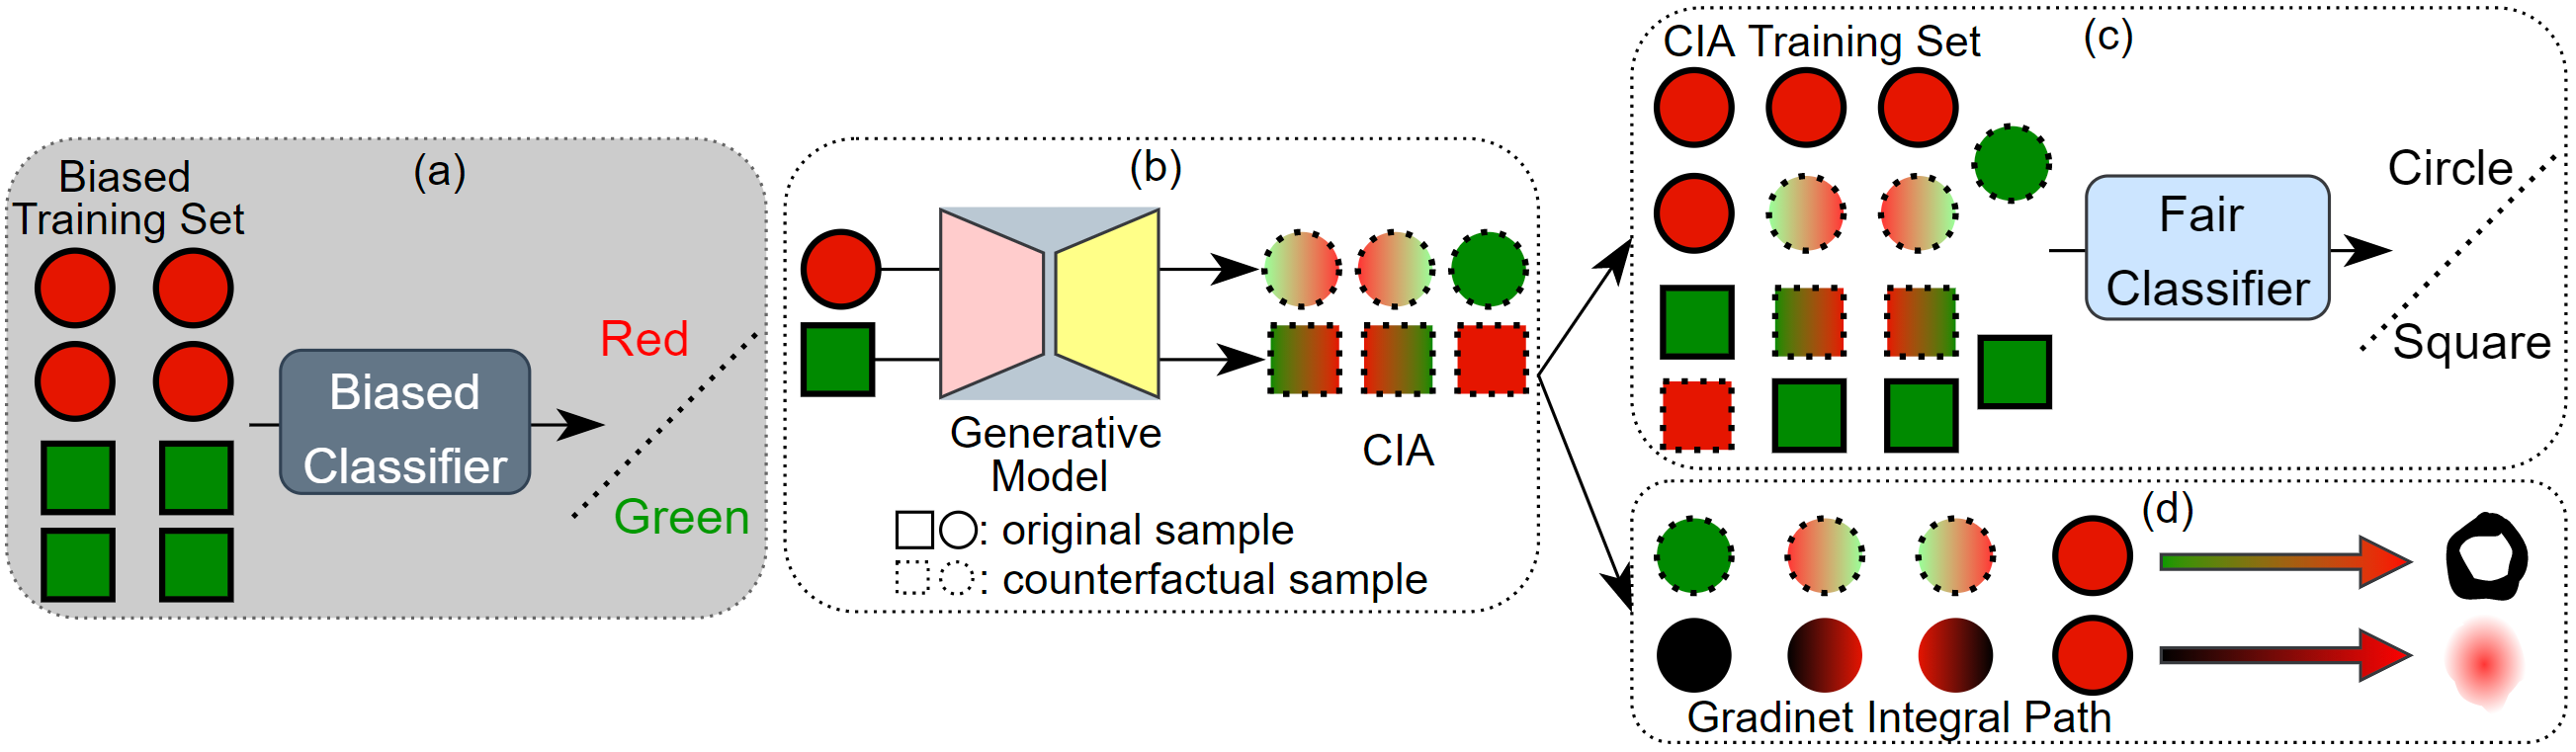 (a)
Biased
Training Set
Biased
Classifier
Red
Green
(b)
Generative
Model
CIA
: original sample
: counterfactual sample
CIA Training Set
(c)
Fair
Classifier
Circle
Square
(d)
Gradinet Integral Path